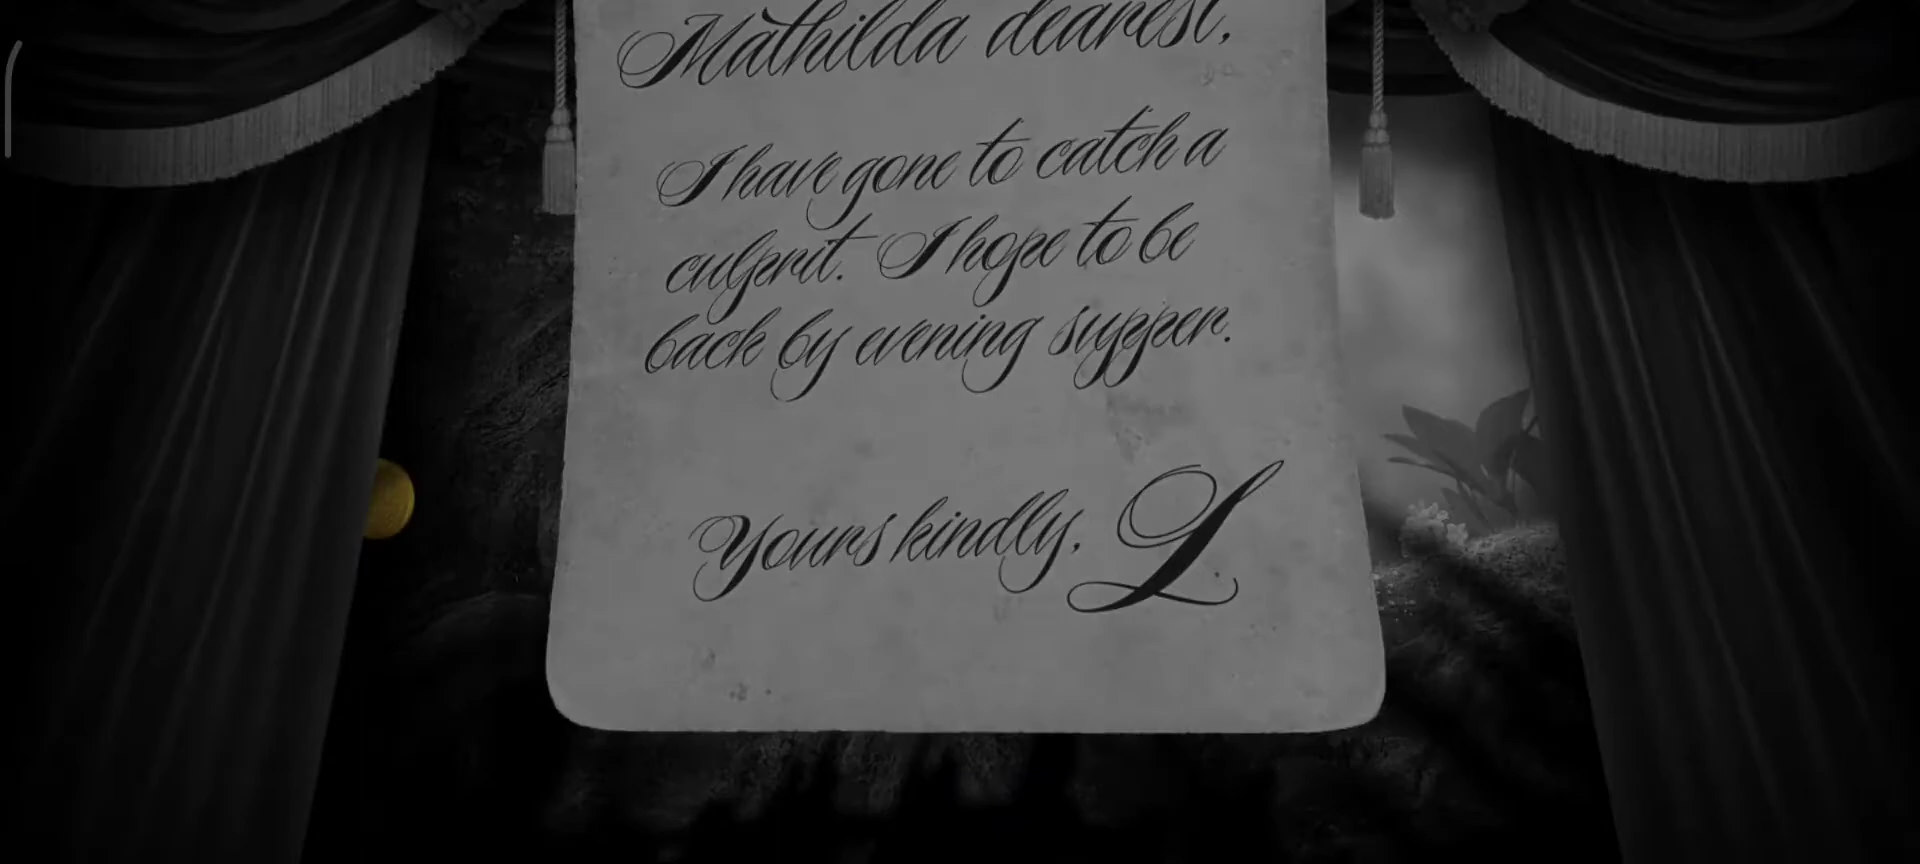 Mathilda dearest,
I have gone to catch a
culprit. I hope to be
back by evening supper.
Yours kindly, L